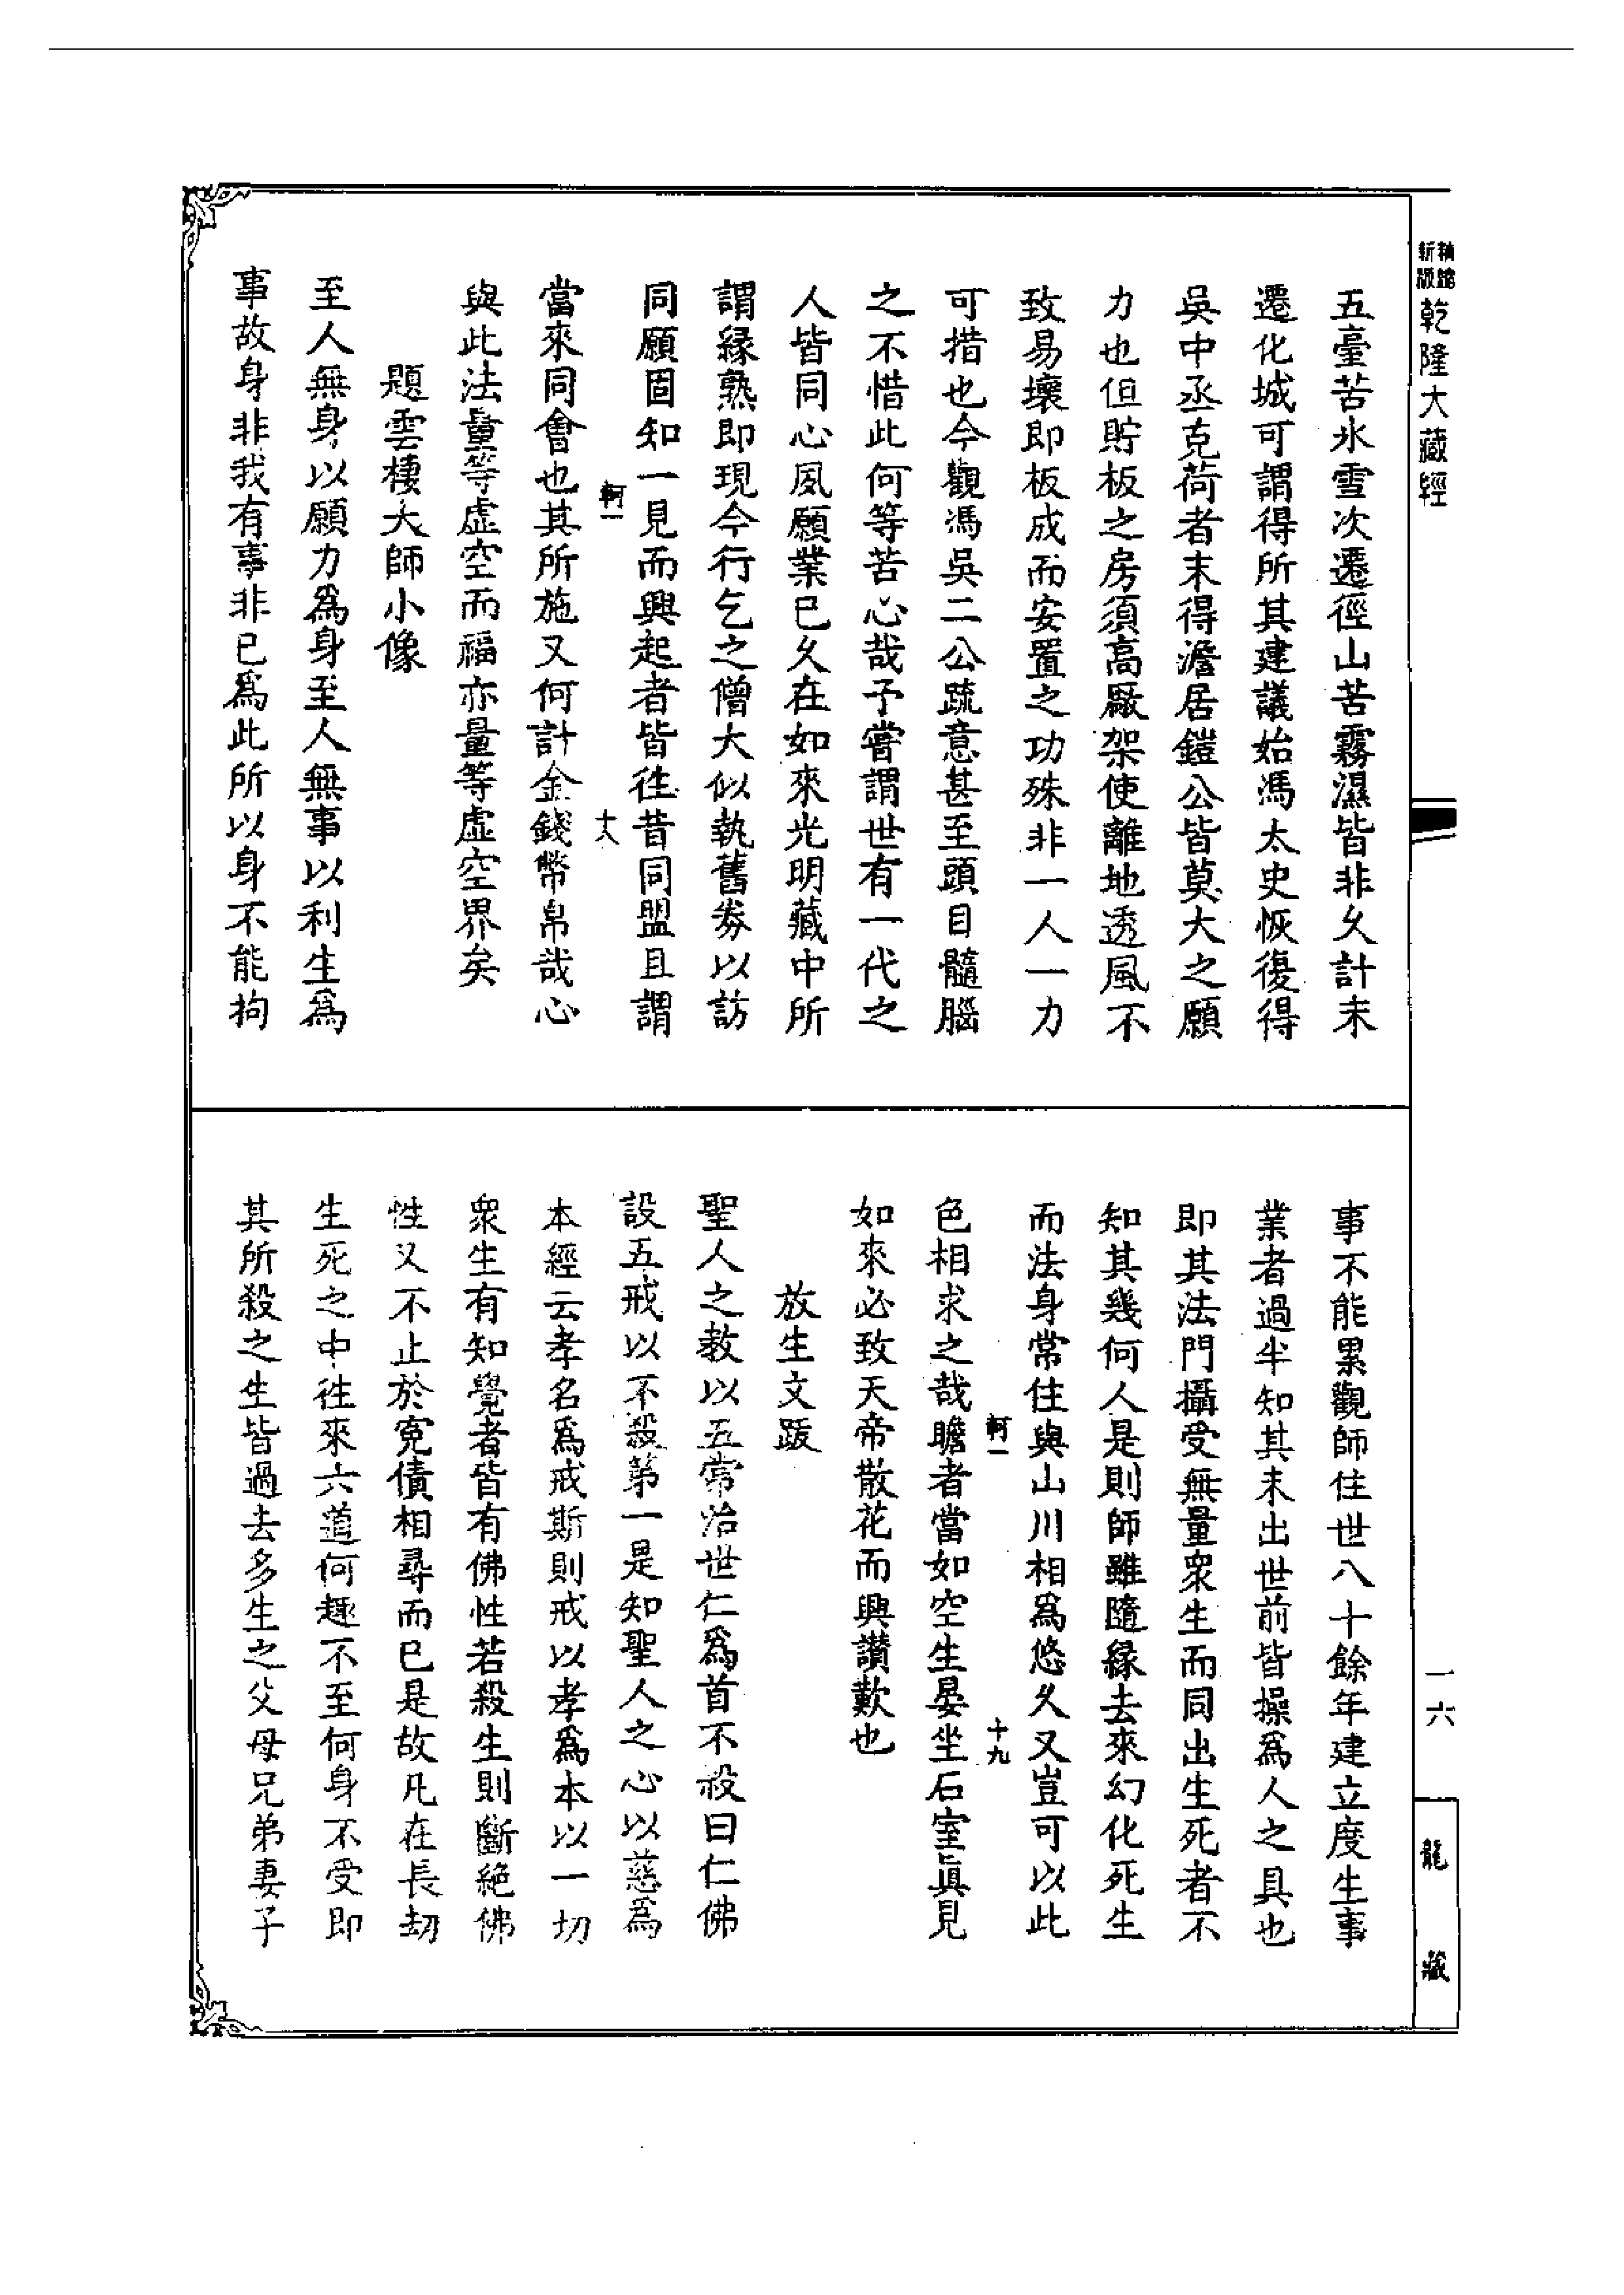 精縮
新版
乾隆大藏經
五臺苦氷雪次遷徑山苦霧濕皆非久計未
遷化城可謂得所其建議始馮太史恢復得
吳中丞克荷者末得澹居鎧公皆莫大之願
力也但貯板之房須高厰架使離地透風不
致易壞即板成而安置之功殊非一人一力
可措也今觀馮吳二公䟽意甚至頭目髓腦
之不惜此何等苦心哉予嘗謂世有一代之
人皆同心夙願業已久在如來光明藏中所
謂緣熟即現今行乞之僧大似執舊券以訪
同願固知一見而興起者皆徃昔同盟且謂
軻一
十八
當來同會也其所施又何計金錢幣帛哉心
與此法量等虛空而福亦量等虛空界矣
題雲棲大師小像
至人無身以願力爲身至人無事以利生爲
事故身非我有事非已爲此所以身不能拘
事不能累觀師住世八十餘年建立度生事
業者過半知其末出世前皆操爲人之具也
即其法門攝受無量衆生而同出生死者不
知其幾何人是則師雖隨緣去來幻化死生
而法身常住與山川相爲悠久又豈可以此
軻一
十九
色相求之哉瞻者當如空生晏坐石室真見
如來必致天帝散花而興讚歎也
放生文䟦
聖人之教以五常治世仁爲首不殺曰仁佛
設五戒以不殺第一是知聖人之心以慈爲
本經云孝名爲戒斯則戒以孝爲本以一切
衆生有知覺者皆有佛性若殺生則斷絕佛
性又不止於寃債相尋而已是故凡在長劫
生死之中徃來六道何趣不至何身不受即
其所殺之生皆過去多生之父母兄弟妻子
一六
龍藏